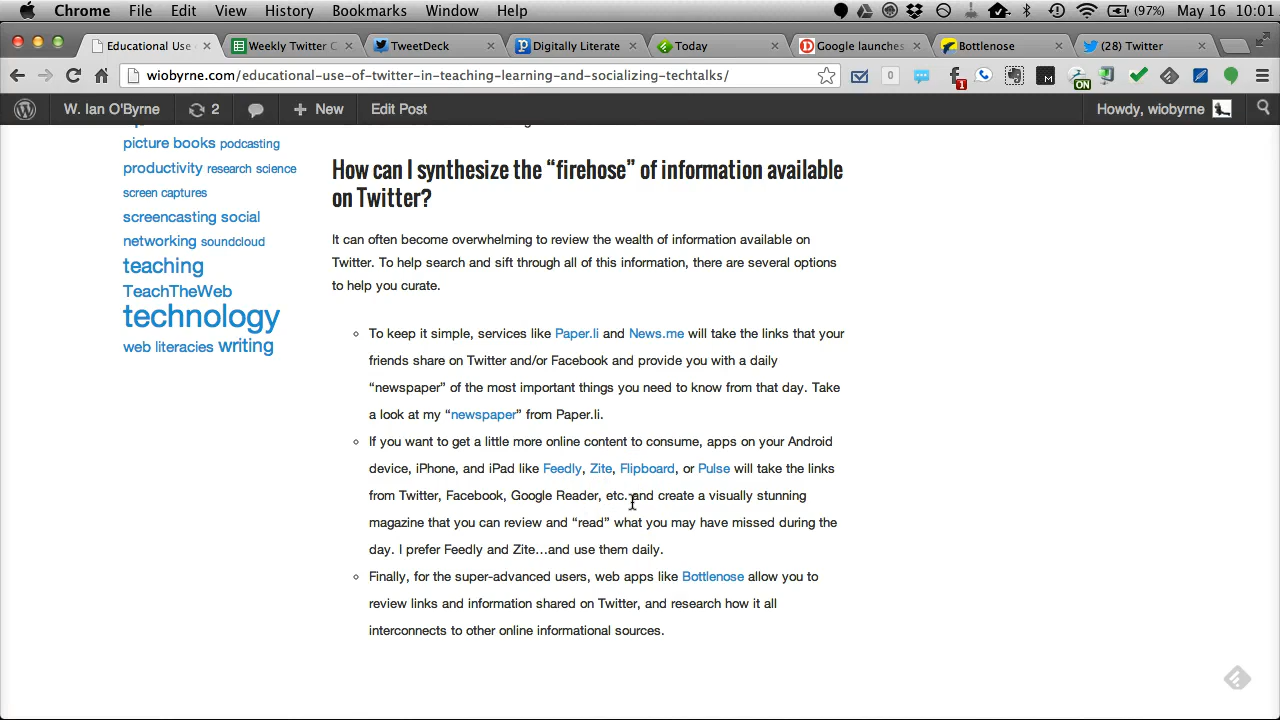 Chrome File Edit View History Bookmarks Window Help (97%) May 16 10:01
Educational Use Weekly Twitter C TweetDeck Digitally Literate Today Google launches Bottlenose (28) Twitter
wiobyrne.com/educational-use-of-twitter-in-teaching-learning-and-socializing-techtalks/ 0 1 M ON
W. Ian O'Byrne 2 New Edit Post Howdy, wiobyrne
picture books podcasting
productivity research science
screen captures
screencasting social
networking soundcloud
teaching
TeachTheWeb
technology
web literacies writing
How can I synthesize the “firehose” of information available
on Twitter?
It can often become overwhelming to review the wealth of information available on
Twitter. To help search and sift through all of this information, there are several options
to help you curate.
To keep it simple, services like Paper.li and News.me will take the links that your
friends share on Twitter and/or Facebook and provide you with a daily
“newspaper” of the most important things you need to know from that day. Take
a look at my “newspaper” from Paper.li.
If you want to get a little more online content to consume, apps on your Android
device, iPhone, and iPad like Feedly, Zite, Flipboard, or Pulse will take the links
from Twitter, Facebook, Google Reader, etc. and create a visually stunning
magazine that you can review and “read” what you may have missed during the
day. I prefer Feedly and Zite…and use them daily.
Finally, for the super-advanced users, web apps like Bottlenose allow you to
review links and information shared on Twitter, and research how it all
interconnects to other online informational sources.